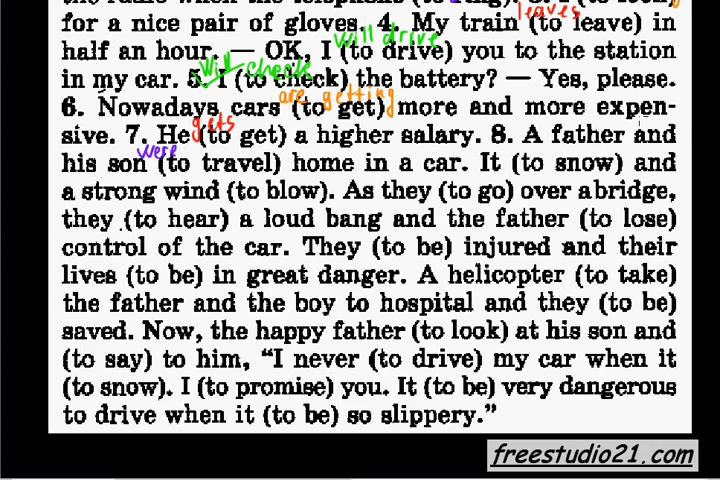 for a nice pair of gloves. 4. My train (to leave) in
leaves
half an hour. — OK, I (to drive) you to the station
will drive
in my car. 5. I (to check) the battery? — Yes, please.
will check
6. Nowadays cars (to get) more and more expen-
are getting
sive. 7. He (to get) a higher salary. 8. A father and
gets
his son (to travel) home in a car. It (to snow) and
were
a strong wind (to blow). As they (to go) over a bridge,
they (to hear) a loud bang and the father (to lose)
control of the car. They (to be) injured and their
lives (to be) in great danger. A helicopter (to take)
the father and the boy to hospital and they (to be)
saved. Now, the happy father (to look) at his son and
(to say) to him, “I never (to drive) my car when it
(to snow). I (to promise) you. It (to be) very dangerous
to drive when it (to be) so slippery.”
freestudio21.com